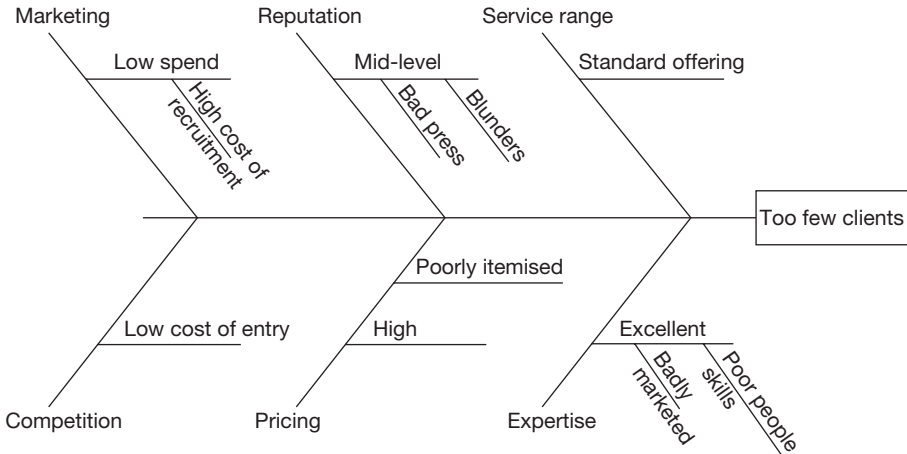 Marketing
Reputation
Service range
Low spend
Mid-level
Standard offering
High cost of
recruitment
Bad press
Blunders
Too few clients
Poorly itemised
Low cost of entry
High
Excellent
Badly
marketed
Poor people
skills
Competition
Pricing
Expertise